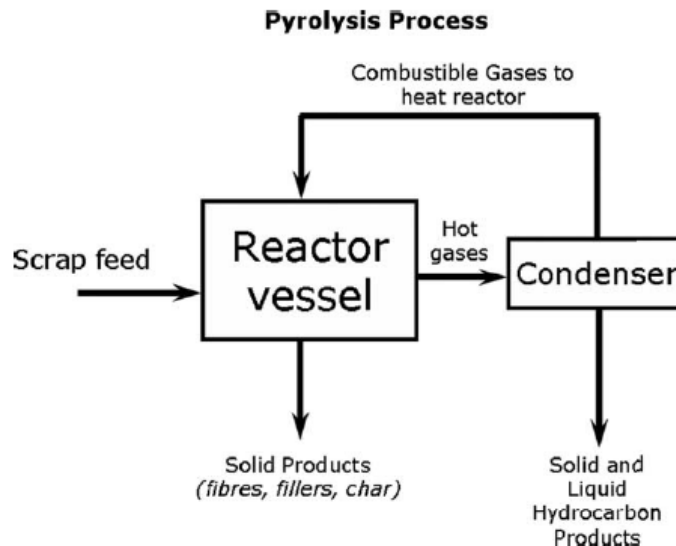 Pyrolysis Process
Combustible Gases to
heat reactor
Scrap feed
Reactor
vessel
Hot
gases
Condenser
Solid Products
(fibres, fillers, char)
Solid and
Liquid
Hydrocarbon
Products